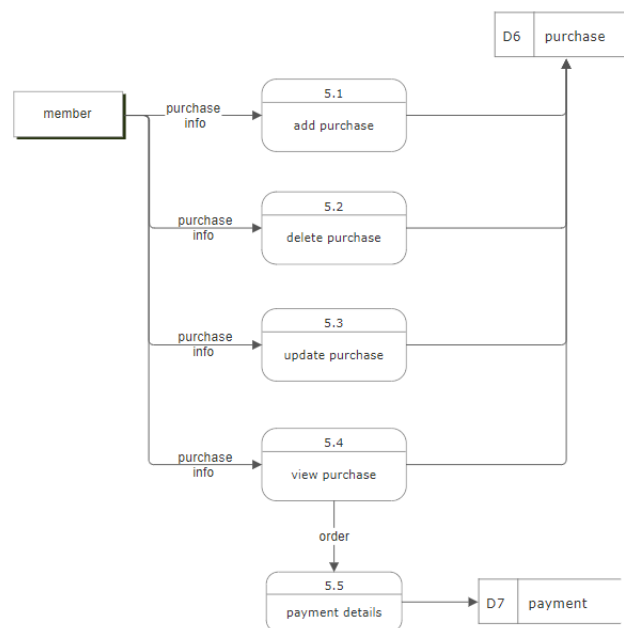 D6 purchase
member
purchase
info
5.1
add purchase
purchase
info
5.2
delete purchase
purchase
info
5.3
update purchase
purchase
info
5.4
view purchase
order
5.5
payment details
D7 payment